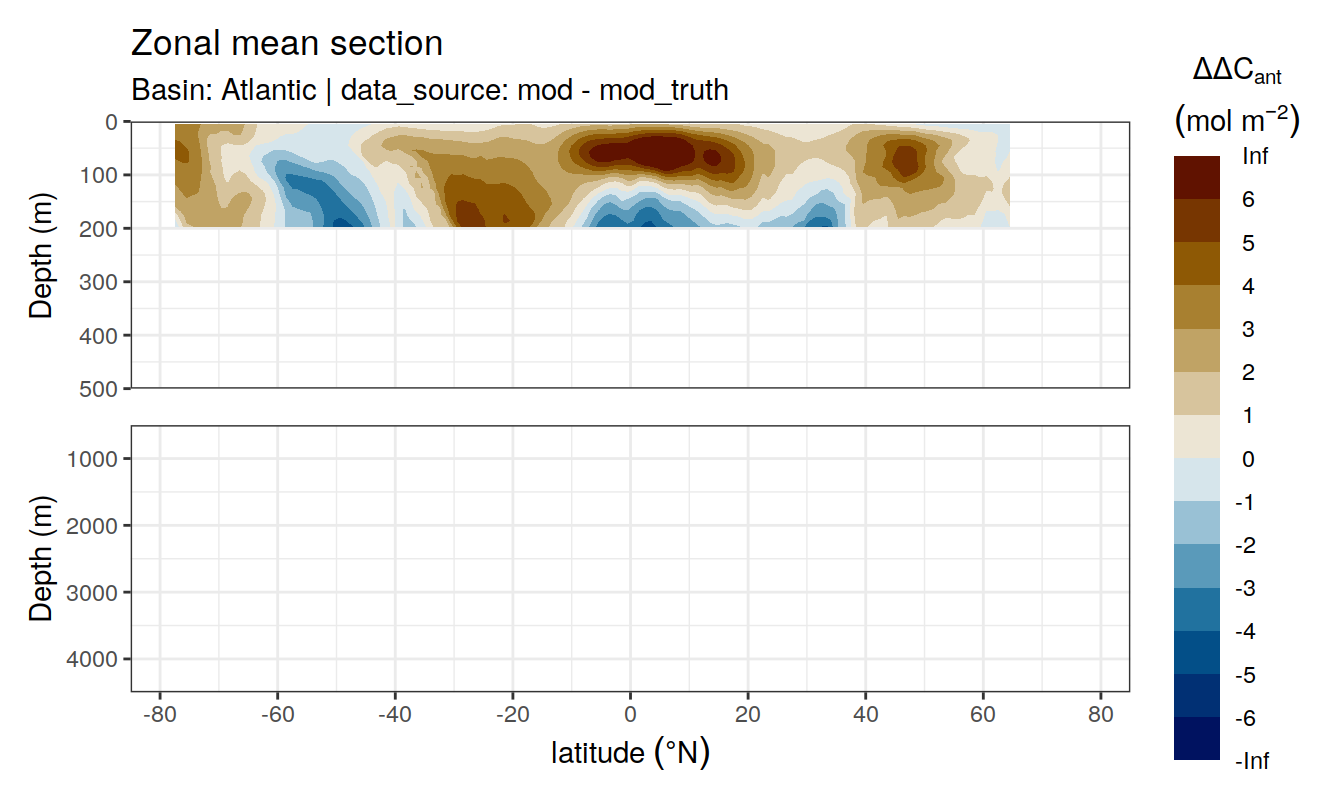 Zonal mean section
Basin: Atlantic | data_source: mod - mod_truth
ΔΔCant
(mol m−2)
Inf
6
5
4
3
2
1
0
-1
-2
-3
-4
-5
-6
-Inf
Depth (m)
0
100
200
300
400
500
Depth (m)
1000
2000
3000
4000
-80 -60 -40 -20 0 20 40 60 80
latitude (°N)